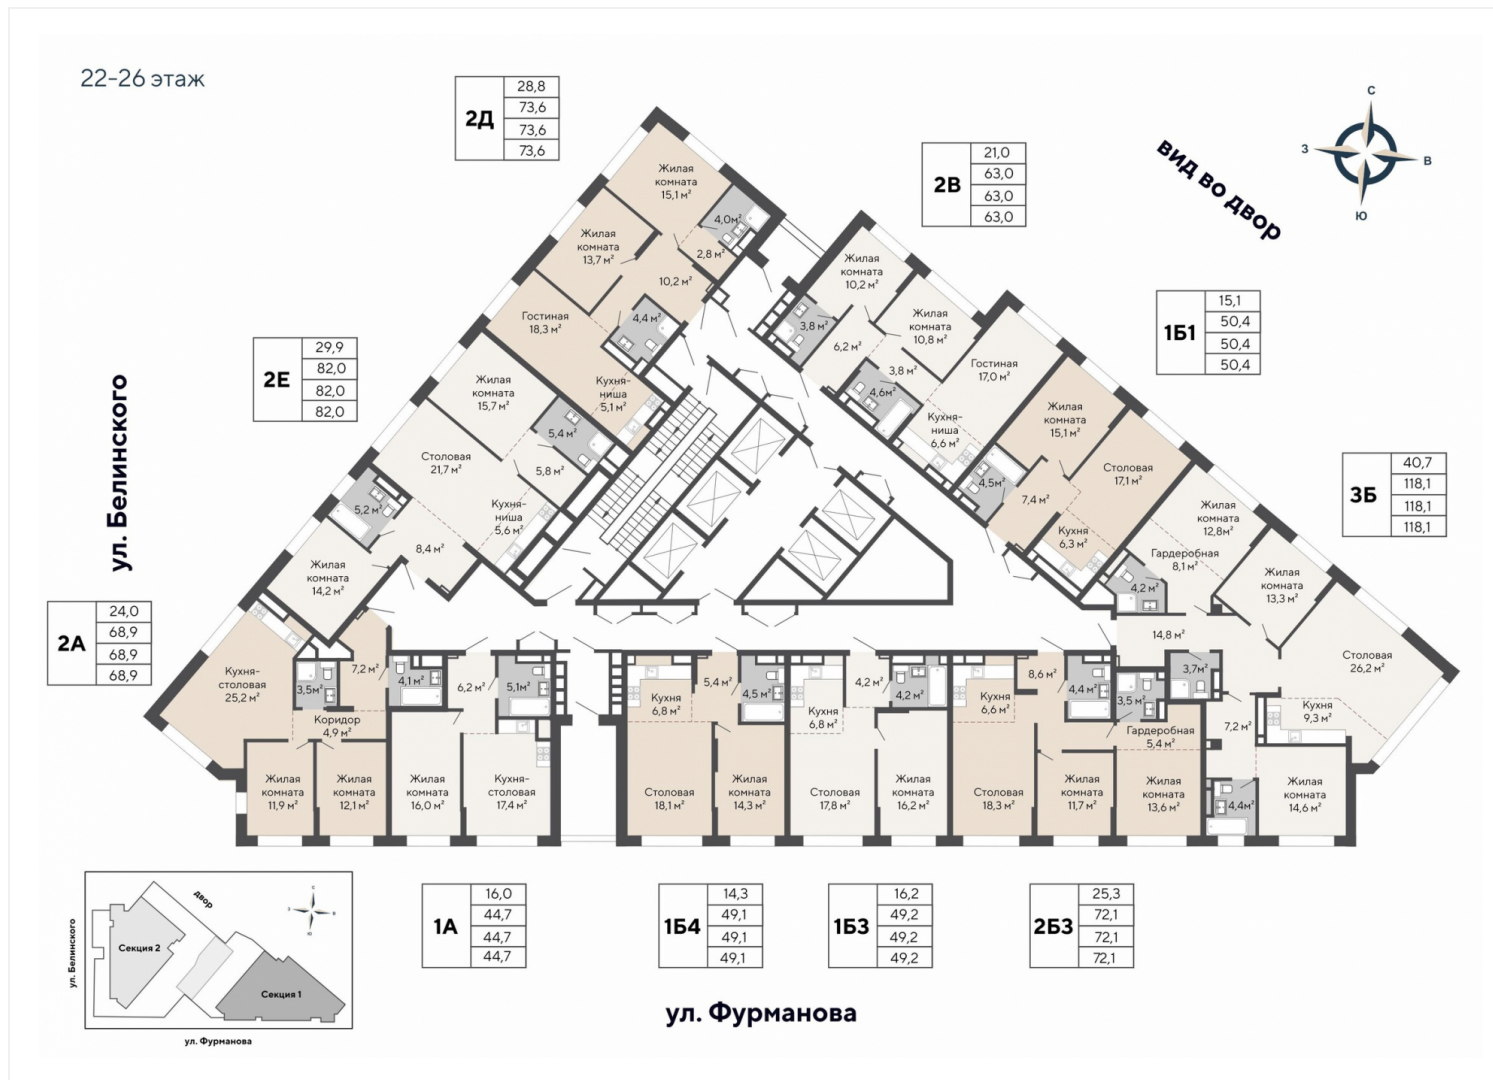 22–26 этаж
2Д
28,8
73,6
73,6
73,6
2В
21,0
63,0
63,0
63,0
С
З
В
Ю
вид во двор
1Б1
15,1
50,4
50,4
50,4
2Е
29,9
82,0
82,0
82,0
ул. Белинского
3Б
40,7
118,1
118,1
118,1
2А
24,0
68,9
68,9
68,9
Жилая
комната
15,1 м²
4,0м²
2,8 м²
Жилая
комната
13,7 м²
10,2 м²
Гостиная
18,3 м²
4,4 м²
Кухня-
ниша
5,1 м²
Жилая
комната
15,7 м²
5,4 м²
Столовая
21,7 м²
5,8 м²
5,2 м²
Кухня-
ниша
5,6 м²
8,4 м²
Жилая
комната
14,2 м²
Жилая
комната
10,2 м²
3,8 м²
6,2 м²
Жилая
комната
10,8 м²
3,8 м²
4,6м²
Гостиная
17,0 м²
Кухня-
ниша
6,6 м²
Жилая
комната
15,1 м²
4,5м²
7,4 м²
Столовая
17,1 м²
Кухня
6,3 м²
Жилая
комната
12,8м²
Гардеробная
8,1 м²
4,2 м²
Жилая
комната
13,3 м²
14,8 м²
Столовая
26,2 м²
3,7м²
3,5м²
7,2 м²
Кухня
9,3 м²
Гардеробная
5,4 м²
Жилая
комната
13,6 м²
4,4м²
Жилая
комната
14,6 м²
Кухня-
столовая
25,2 м²
3,5м²
7,2 м²
Коридор
4,9 м²
Жилая
комната
11,9 м²
Жилая
комната
12,1 м²
4,1 м²
6,2 м²
5,1м²
Жилая
комната
16,0 м²
Кухня-
столовая
17,4 м²
Кухня
6,8 м²
5,4 м²
4,5 м²
Столовая
18,1 м²
Жилая
комната
14,3 м²
Кухня
6,8 м²
4,2 м²
4,2 м²
Столовая
17,8 м²
Жилая
комната
16,2 м²
Кухня
6,6 м²
8,6 м²
4,4 м²
Столовая
18,3 м²
Жилая
комната
11,7 м²
1А
16,0
44,7
44,7
44,7
1Б4
14,3
49,1
49,1
49,1
1Б3
16,2
49,2
49,2
49,2
2Б3
25,3
72,1
72,1
72,1
ул. Фурманова
двор
С
З
В
Ю
ул. Белинского
Секция 2
Секция 1
ул. Фурманова